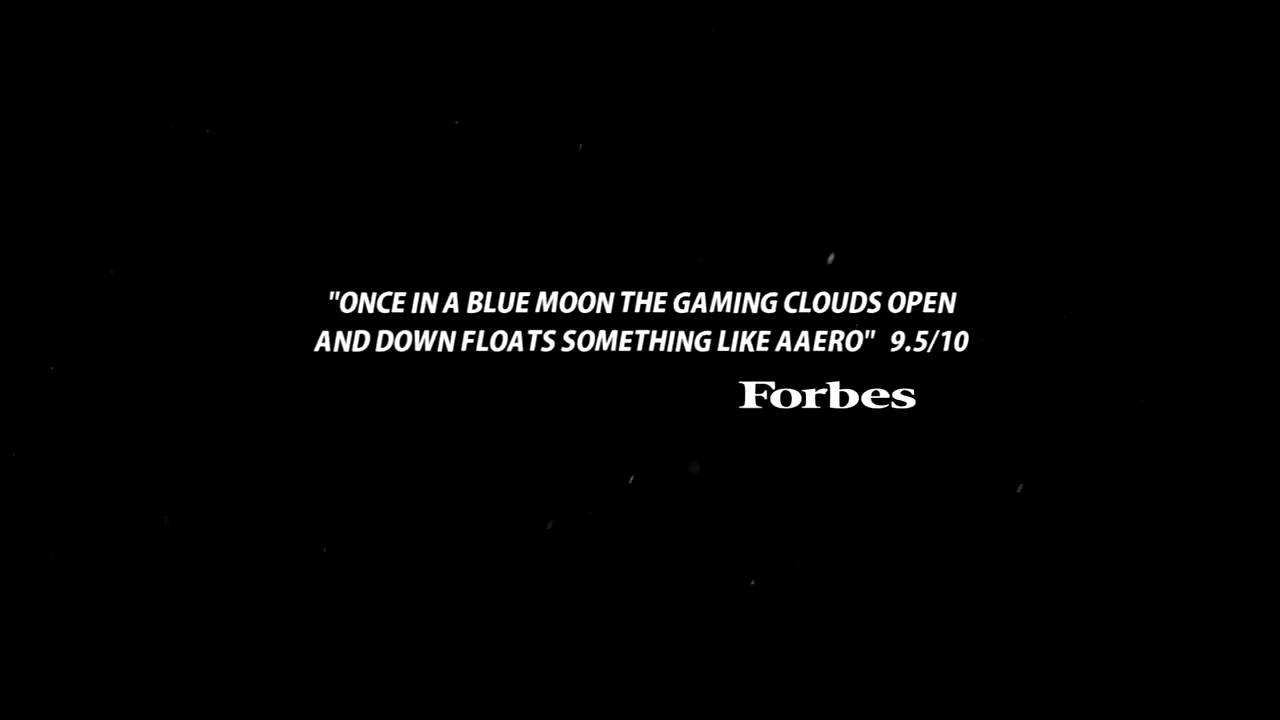 "ONCE IN A BLUE MOON THE GAMING CLOUDS OPEN
AND DOWN FLOATS SOMETHING LIKE AAERO" 9.5/10
Forbes